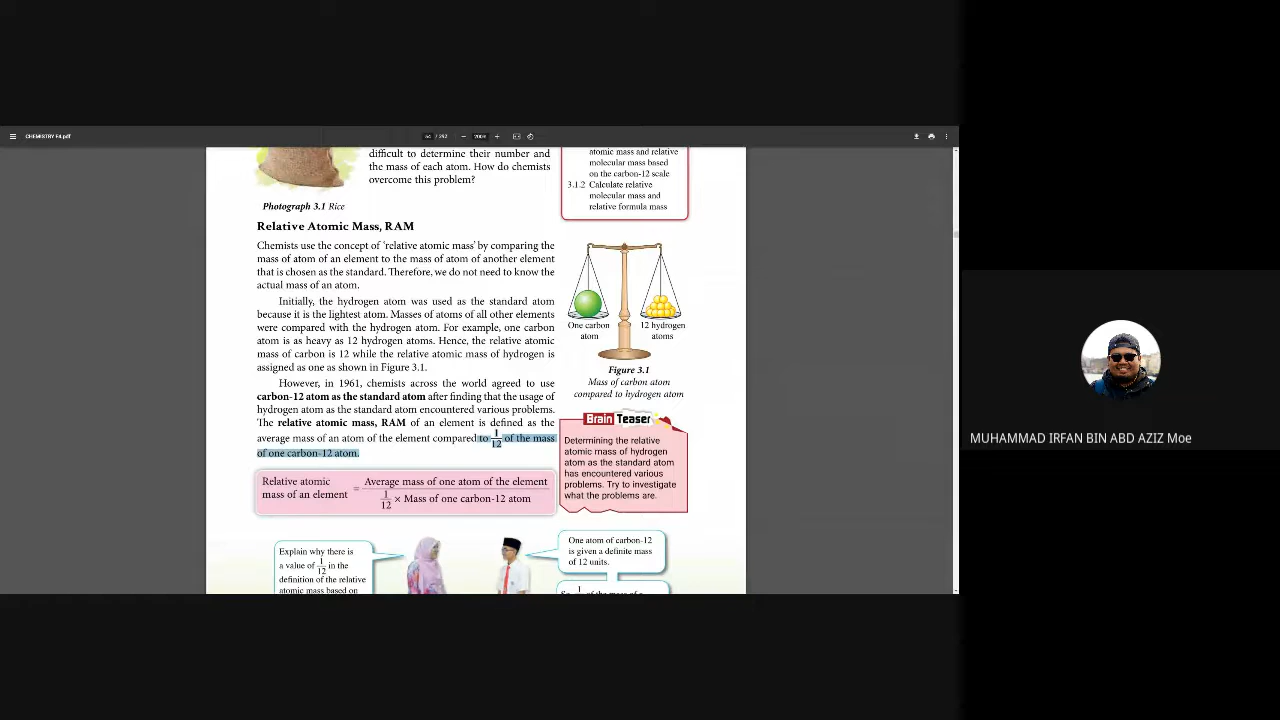 CHEMISTRY F4.pdf
64 / 292
200%
difficult to determine their number and
the mass of each atom. How do chemists
overcome this problem?
atomic mass and relative
molecular mass based
on the carbon-12 scale
3.1.2 Calculate relative
molecular mass and
relative formula mass
Photograph 3.1 Rice
Relative Atomic Mass, RAM
Chemists use the concept of ‘relative atomic mass’ by comparing the
mass of atom of an element to the mass of atom of another element
that is chosen as the standard. Therefore, we do not need to know the
actual mass of an atom.
Initially, the hydrogen atom was used as the standard atom
because it is the lightest atom. Masses of atoms of all other elements
were compared with the hydrogen atom. For example, one carbon
atom is as heavy as 12 hydrogen atoms. Hence, the relative atomic
mass of carbon is 12 while the relative atomic mass of hydrogen is
assigned as one as shown in Figure 3.1.
However, in 1961, chemists across the world agreed to use
carbon-12 atom as the standard atom after finding that the usage of
hydrogen atom as the standard atom encountered various problems.
The relative atomic mass, RAM of an element is defined as the
average mass of an atom of the element compared to 1/12 of the mass
of one carbon-12 atom.
One carbon
atom
12 hydrogen
atoms
Figure 3.1
Mass of carbon atom
compared to hydrogen atom
Brain Teaser
Determining the relative
atomic mass of hydrogen
atom as the standard atom
has encountered various
problems. Try to investigate
what the problems are.
Relative atomic
mass of an element
=
Average mass of one atom of the element
1/12 × Mass of one carbon-12 atom
Explain why there is
a value of 1/12 in the
definition of the relative
atomic mass based on
One atom of carbon-12
is given a definite mass
of 12 units.
MUHAMMAD IRFAN BIN ABD AZIZ Moe